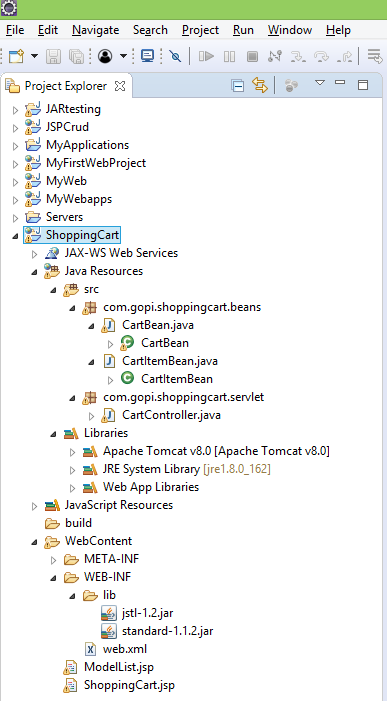 File Edit Navigate Search Project Run Window Help
Project Explorer
JARtesting
JSPCrud
MyApplications
MyFirstWebProject
MyWeb
MyWebapps
Servers
ShoppingCart
JAX-WS Web Services
Java Resources
src
com.gopi.shoppingcart.beans
CartBean.java
CartBean
CartItemBean.java
CartItemBean
com.gopi.shoppingcart.servlet
CartController.java
Libraries
Apache Tomcat v8.0 [Apache Tomcat v8.0]
JRE System Library [jre1.8.0_162]
Web App Libraries
JavaScript Resources
build
WebContent
META-INF
WEB-INF
lib
jstl-1.2.jar
standard-1.1.2.jar
web.xml
ModelList.jsp
ShoppingCart.jsp